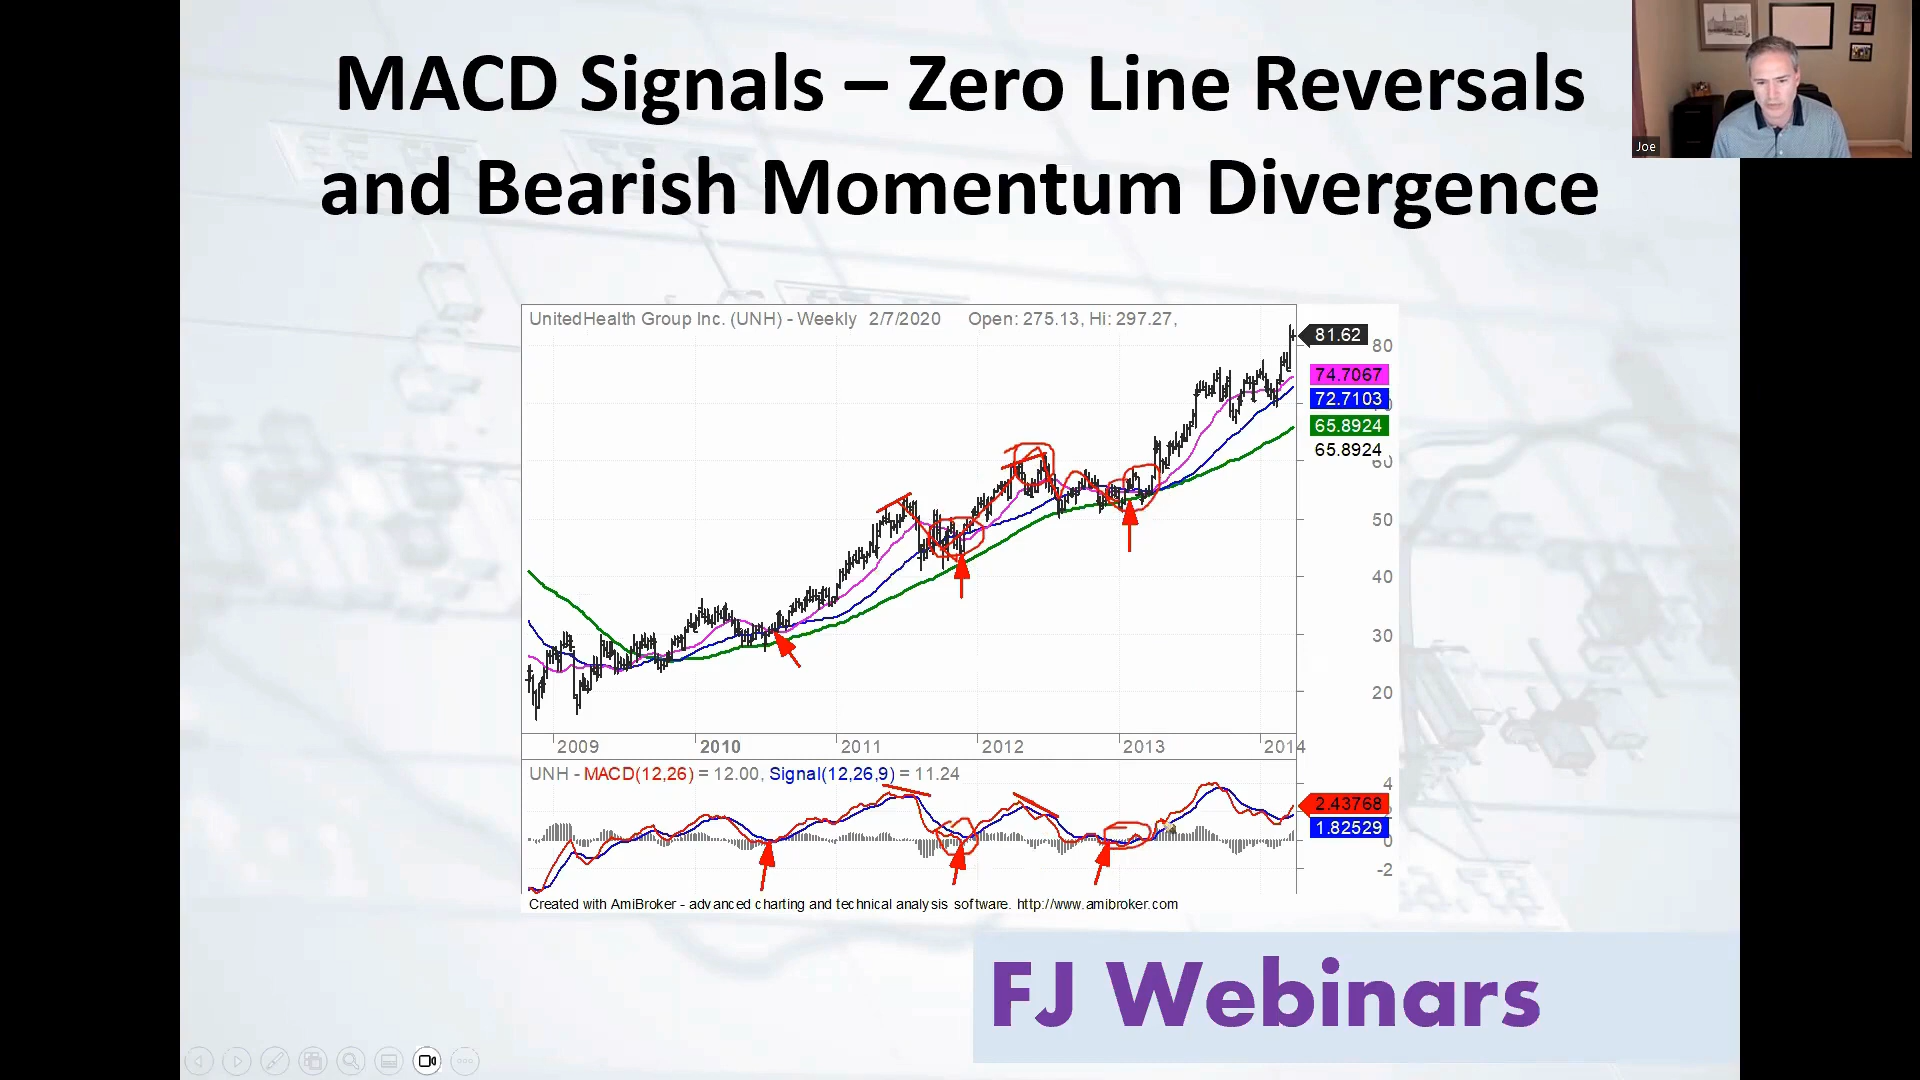 MACD Signals – Zero Line Reversals
and Bearish Momentum Divergence
Joe
UnitedHealth Group Inc. (UNH) - Weekly 2/7/2020 Open: 275.13, Hi: 297.27,
81.62
80
74.7067
72.7103
65.8924
65.8924
60
50
40
30
20
2009 2010 2011 2012 2013 2014
UNH - MACD(12,26) = 12.00, Signal(12,26,9) = 11.24
4
2.43768
1.82529
0
-2
Created with AmiBroker - advanced charting and technical analysis software. http://www.amibroker.com
FJ Webinars